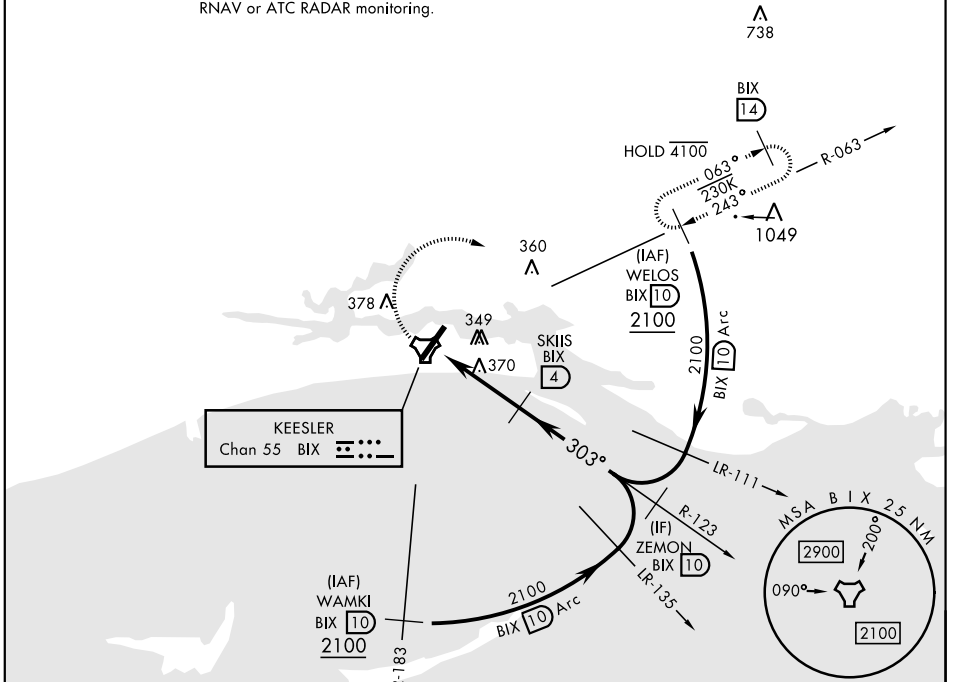 RNAV or ATC RADAR monitoring.
738
BIX
14
HOLD 4100
063°
230K
243°
R-063
1049
360
(IAF)
WELOS
BIX 10
2100
378
349
370
SKIIS
BIX
4
2100
BIX 10 Arc
KEESLER
Chan 55 BIX
303°
LR-111
R-123
(IF)
ZEMON
BIX 10
LR-135
MSA BIX 25 NM
200°
2900
090°
2100
(IAF)
WAMKI
BIX 10
2100
2100
BIX 10 Arc
-183